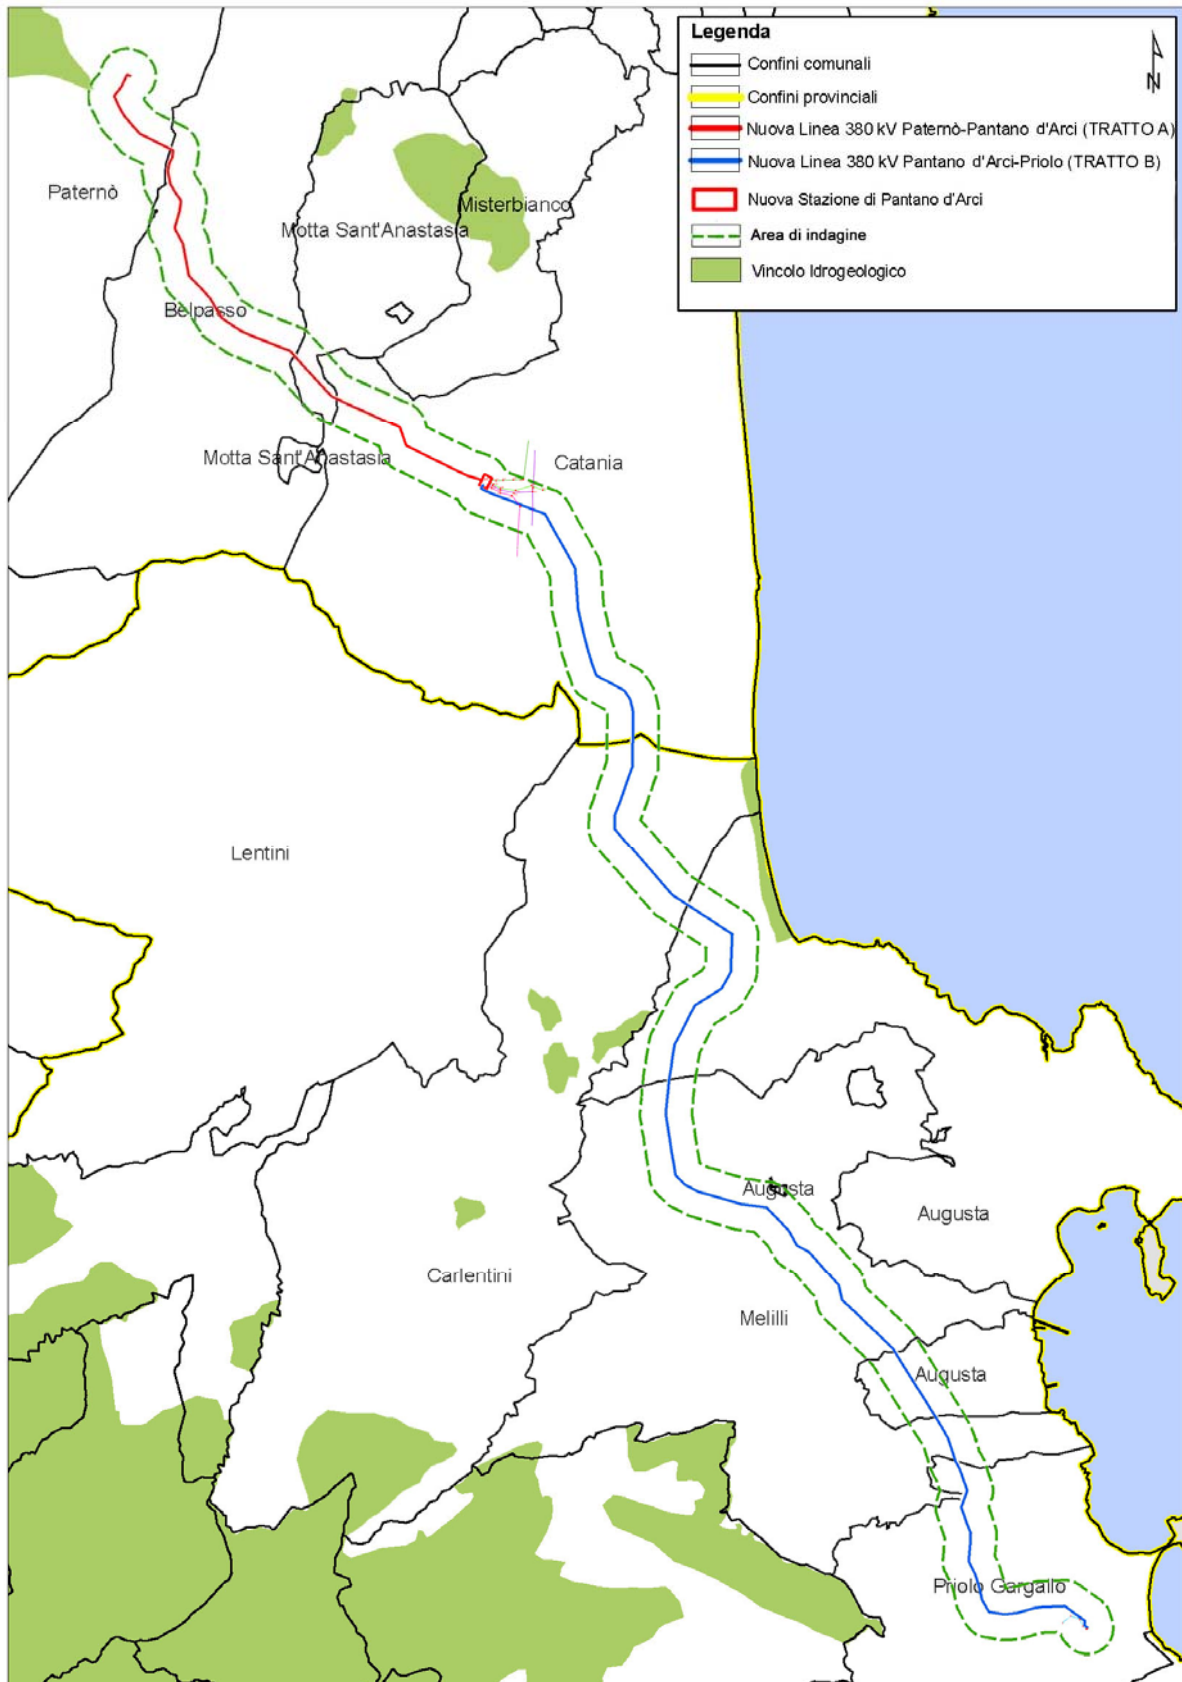 Legenda
Confini comunali
Confini provinciali
Nuova Linea 380 kV Paternò-Pantano d'Arci (TRATTO A)
Nuova Linea 380 kV Pantano d'Arci-Priolo (TRATTO B)
Nuova Stazione di Pantano d'Arci
Area di indagine
Vincolo Idrogeologico
N
Paternò
Misterbianco
Motta Sant'Anastasia
Belpasso
Motta Sant'Anastasia
Catania
Lentini
Augusta
Augusta
Carlentini
Melilli
Augusta
Priolo Gargallo